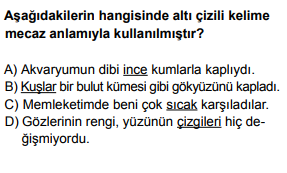 Aşağıdakilerin hangisinde altı çizili kelime
mecaz anlamıyla kullanılmıştır?
A) Akvaryumun dibi ince kumlarla kaplıydı.
B) Kuşlar bir bulut kümesi gibi gökyüzünü kapladı.
C) Memleketimde beni çok sıcak karşıladılar.
D) Gözlerinin rengi, yüzünün çizgileri hiç de-
ğişmiyordu.